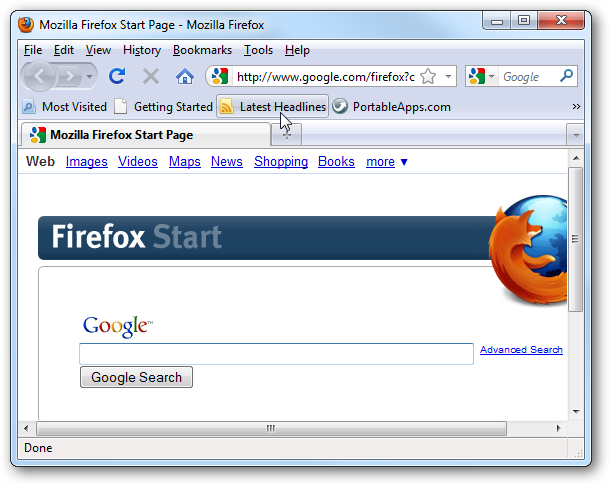 Mozilla Firefox Start Page - Mozilla Firefox
File Edit View History Bookmarks Tools Help
http://www.google.com/firefox?c Google
Most Visited Getting Started Latest Headlines PortableApps.com »
Mozilla Firefox Start Page
Web Images Videos Maps News Shopping Books more ▼
Firefox Start
Google™
Advanced Search
Google Search
Done